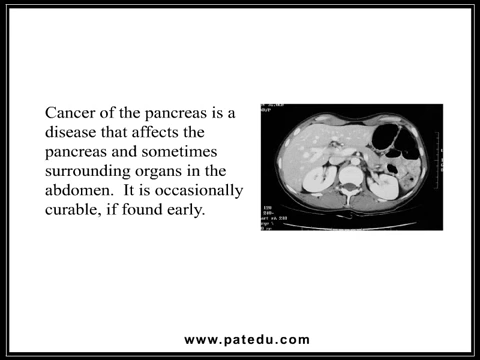 Cancer of the pancreas is a
disease that affects the
pancreas and sometimes
surrounding organs in the
abdomen.  It is occasionally
curable, if found early.
www.patedu.com